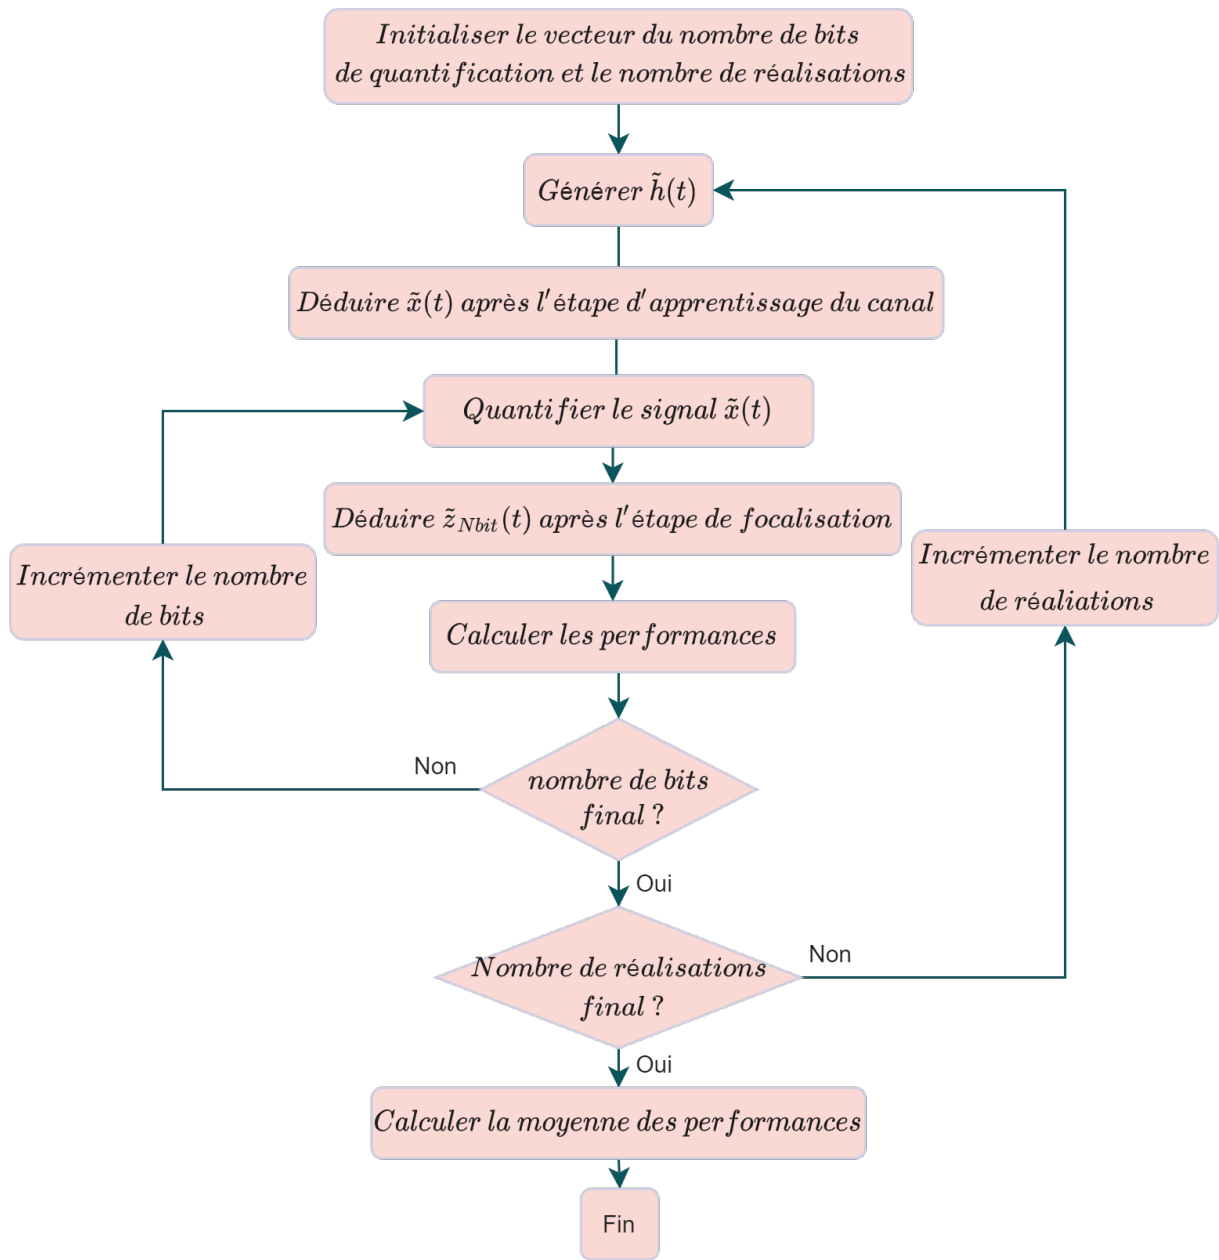 Initialiser le vecteur du nombre de bits
de quantification et le nombre de réalisations
Générer h̃(t)
Déduire x̃(t) après l'étape d'apprentissage du canal
Quantifier le signal x̃(t)
Déduire z̃_{Nbit}(t) après l'étape de focalisation
Incrémenter le nombre
de bits
Incrémenter le nombre
de réaliations
Calculer les performances
Non
nombre de bits
final ?
Oui
Nombre de réalisations
final ?
Non
Oui
Calculer la moyenne des performances
Fin